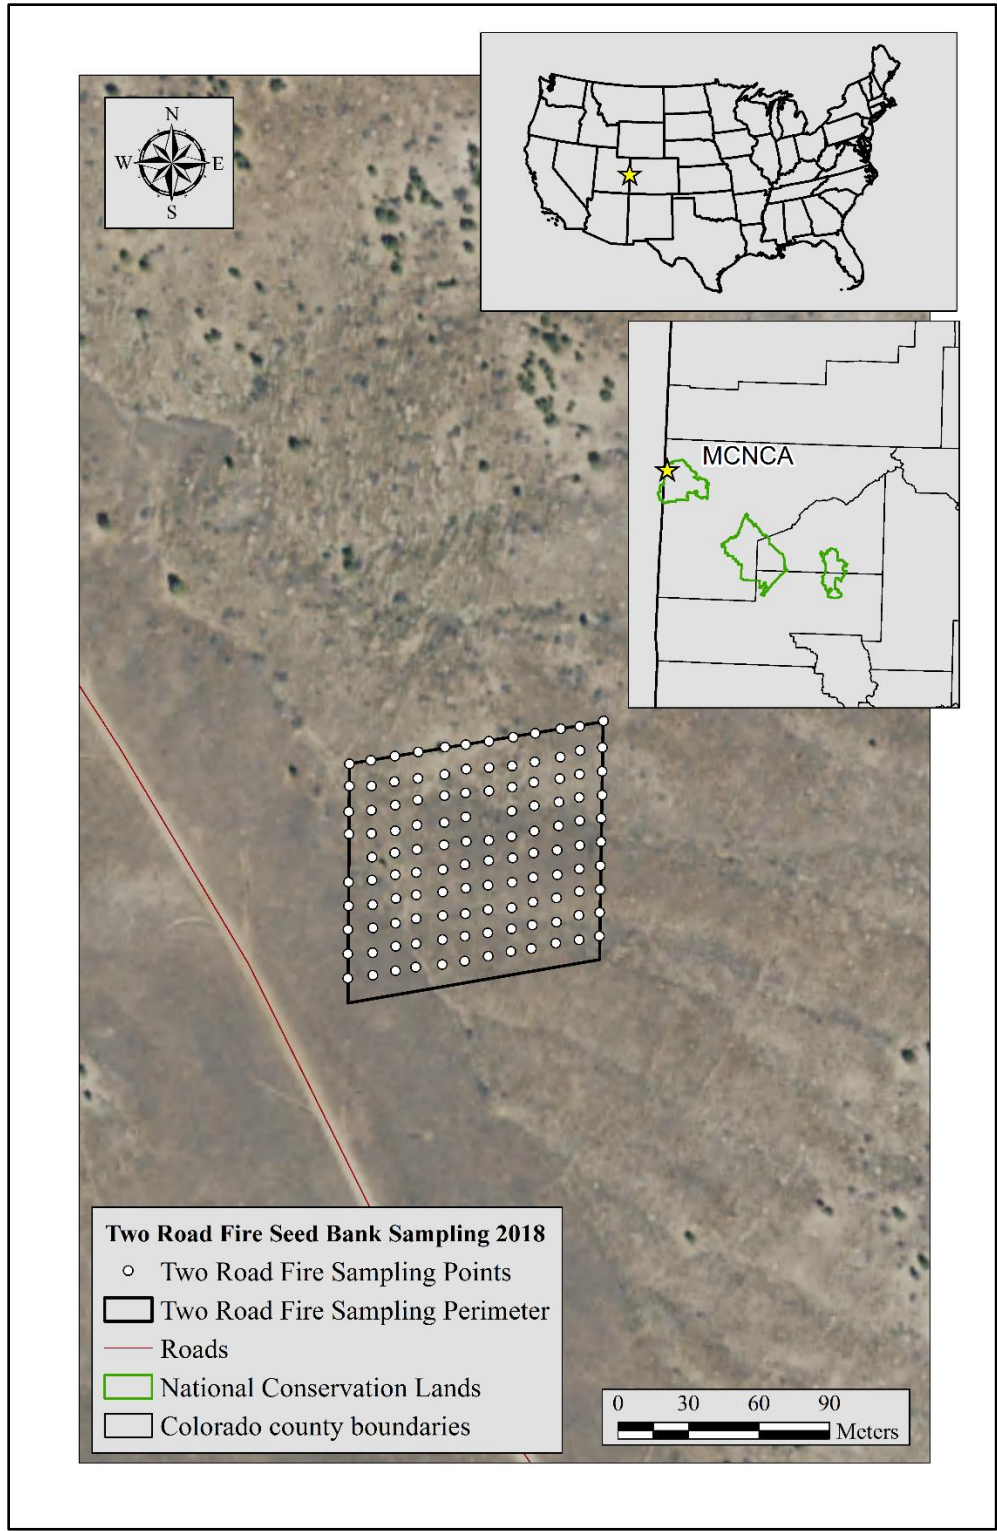 N
W E
S
MCNCA
Two Road Fire Seed Bank Sampling 2018
Two Road Fire Sampling Points
Two Road Fire Sampling Perimeter
Roads
National Conservation Lands
Colorado county boundaries
0 30 60 90
Meters